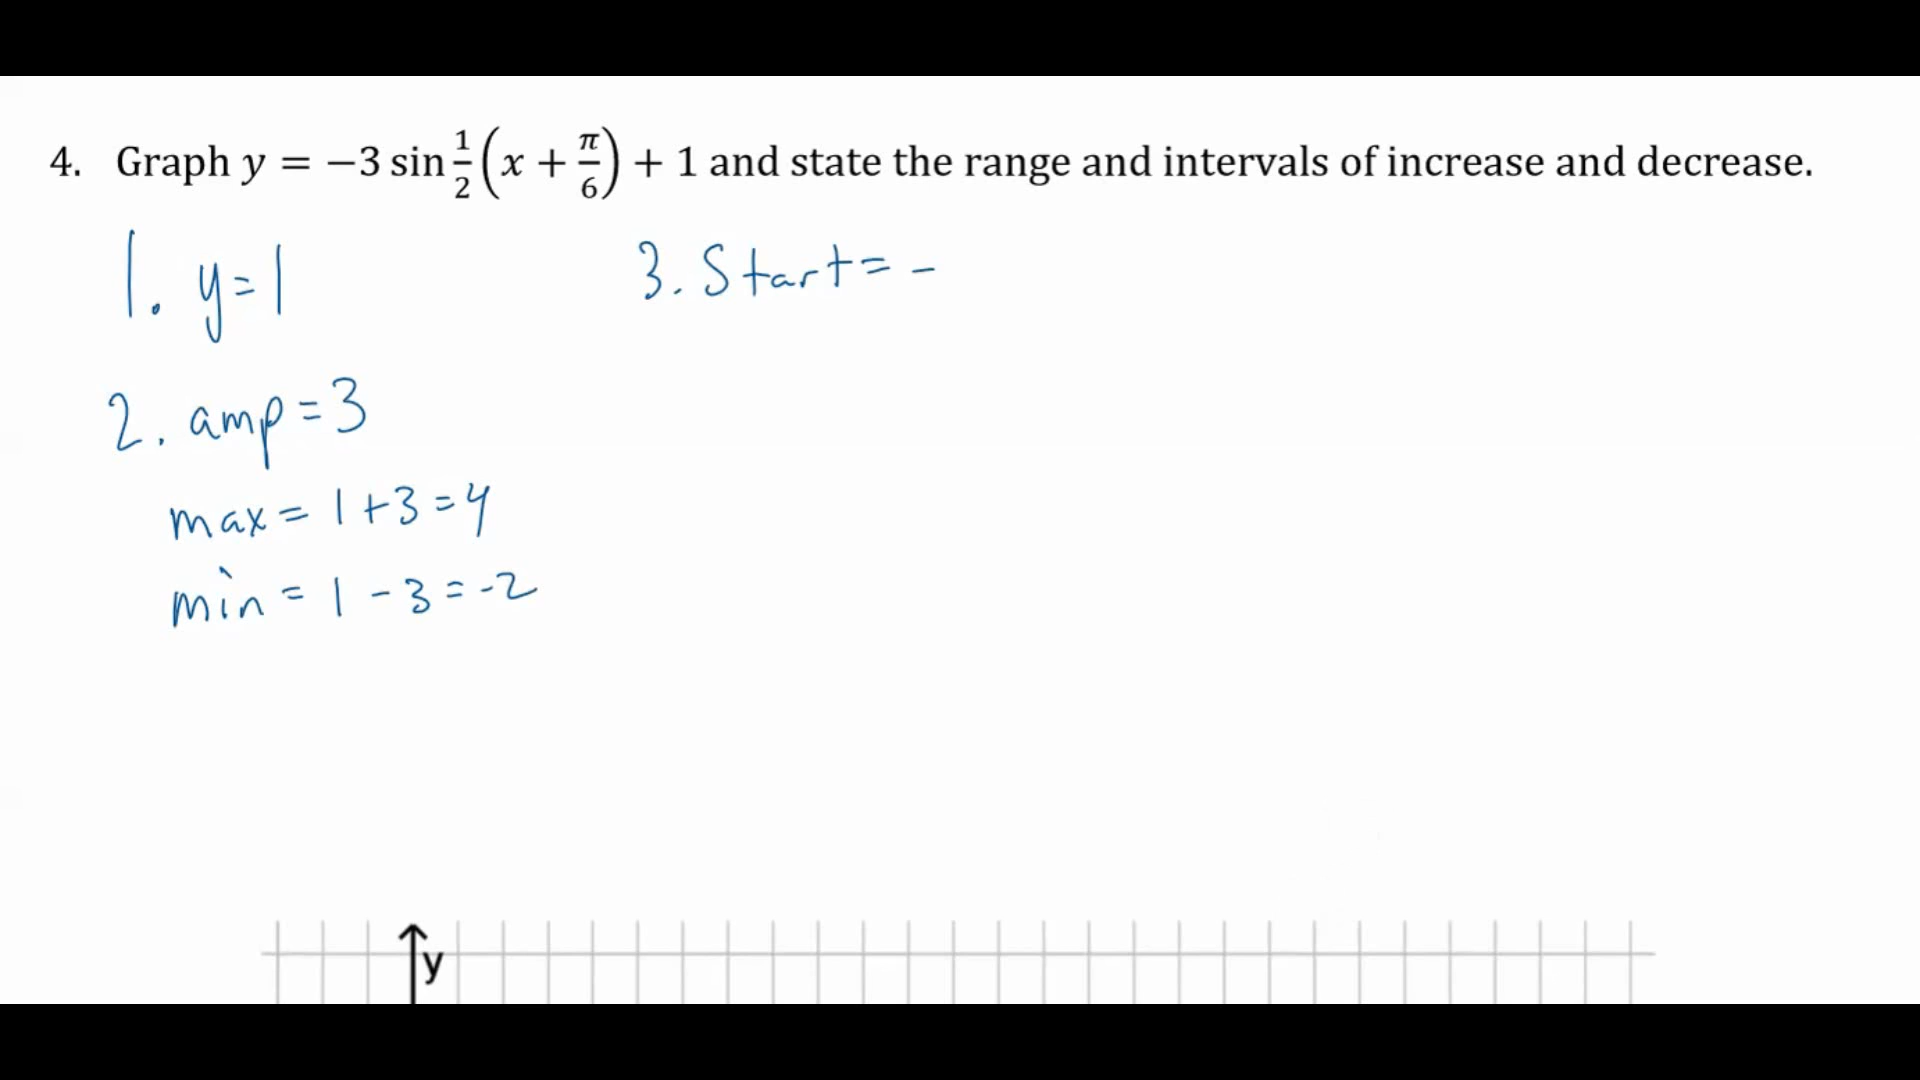 4. Graph y = −3 sin 1/2 (x + π/6) + 1 and state the range and intervals of increase and decrease.
1. y=1
2. amp=3
max = 1+3=4
min = 1-3=-2
3. Start= -
y